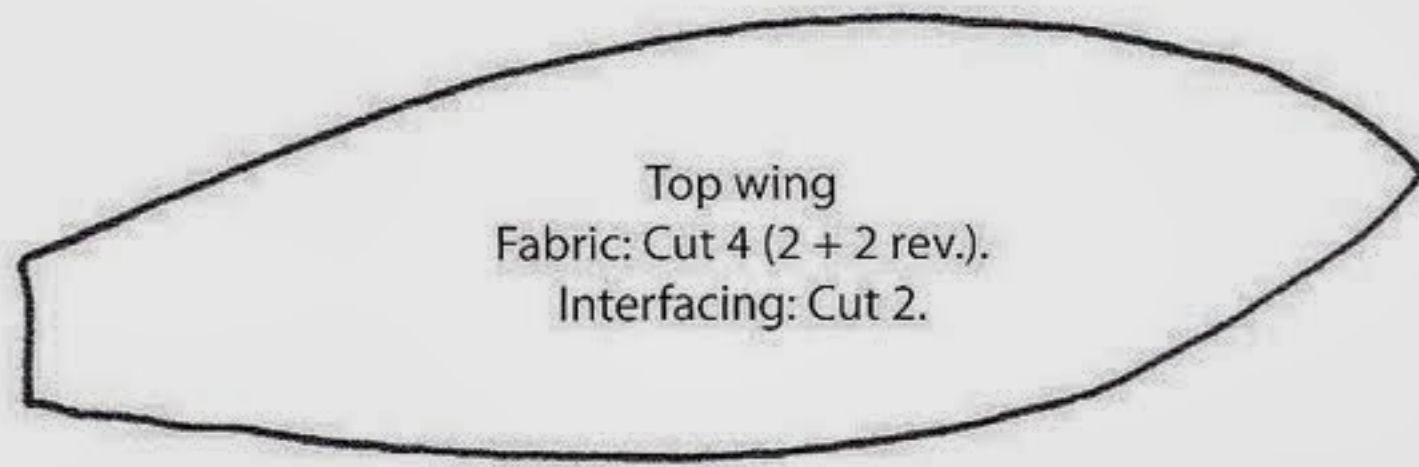 Top wing
Fabric: Cut 4 (2 + 2 rev.).
Interfacing: Cut 2.